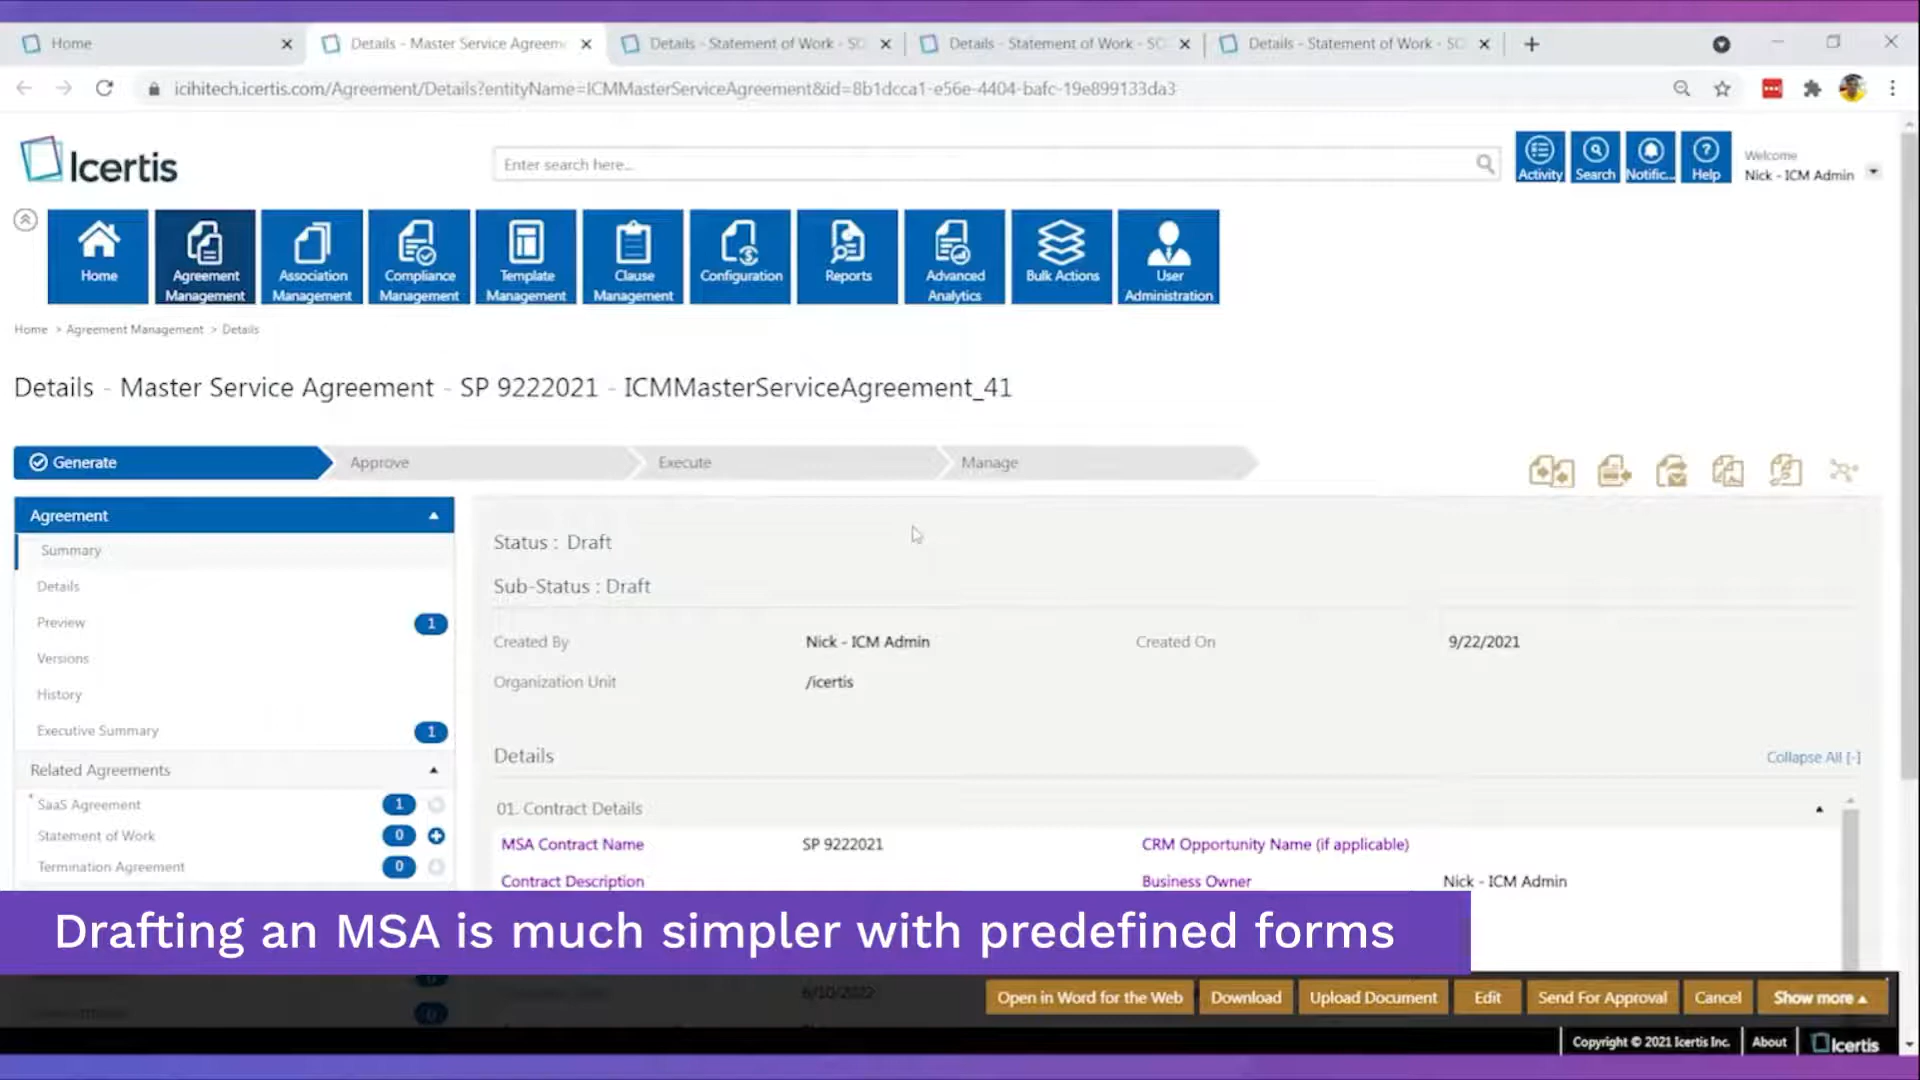 Home
Details - Master Service Agreem
Details - Statement of Work - SO
Details - Statement of Work - SO
Details - Statement of Work - SO
icihitech.icertis.com/Agreement/Details?entityName=ICMMasterServiceAgreement&id=8b1dcca1-e56e-4404-bafc-19e899133da3
Icertis
Enter search here...
Activity
Search
Notific...
Help
Welcome
Nick - ICM Admin
Home
Agreement Management
Association Management
Compliance Management
Template Management
Clause Management
Configuration
Reports
Advanced Analytics
Bulk Actions
User Administration
Home > Agreement Management > Details
Details - Master Service Agreement - SP 9222021 - ICMMasterServiceAgreement_41
Generate
Approve
Execute
Manage
Agreement
Summary
Details
Preview 1
Versions
History
Executive Summary 1
Related Agreements
SaaS Agreement 1
Statement of Work 0
Termination Agreement 0
Status : Draft
Sub-Status : Draft
Created By Nick - ICM Admin Created On 9/22/2021
Organization Unit /icertis
Details Collapse All [-]
01. Contract Details
MSA Contract Name SP 9222021 CRM Opportunity Name (if applicable)
Contract Description Business Owner Nick - ICM Admin
Drafting an MSA is much simpler with predefined forms
6/10/2022
Open in Word for the Web
Download
Upload Document
Edit
Send For Approval
Cancel
Show more
Copyright © 2021 Icertis Inc.
About
Icertis